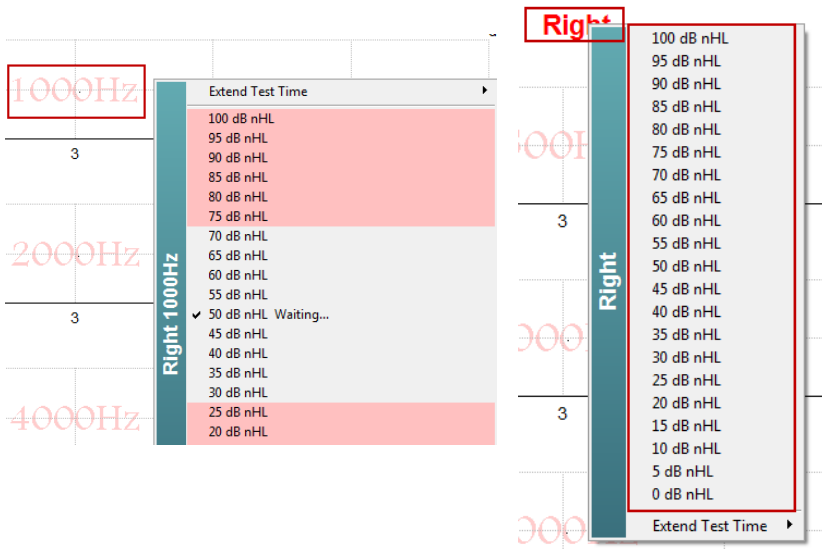 1000Hz
3
2000Hz
3
4000Hz
Right 1000Hz
Extend Test Time
100 dB nHL
95 dB nHL
90 dB nHL
85 dB nHL
80 dB nHL
75 dB nHL
70 dB nHL
65 dB nHL
60 dB nHL
55 dB nHL
50 dB nHL Waiting...
45 dB nHL
40 dB nHL
35 dB nHL
30 dB nHL
25 dB nHL
20 dB nHL
Right
3
3
Right
100 dB nHL
95 dB nHL
90 dB nHL
85 dB nHL
80 dB nHL
75 dB nHL
70 dB nHL
65 dB nHL
60 dB nHL
55 dB nHL
50 dB nHL
45 dB nHL
40 dB nHL
35 dB nHL
30 dB nHL
25 dB nHL
20 dB nHL
15 dB nHL
10 dB nHL
5 dB nHL
0 dB nHL
Extend Test Time